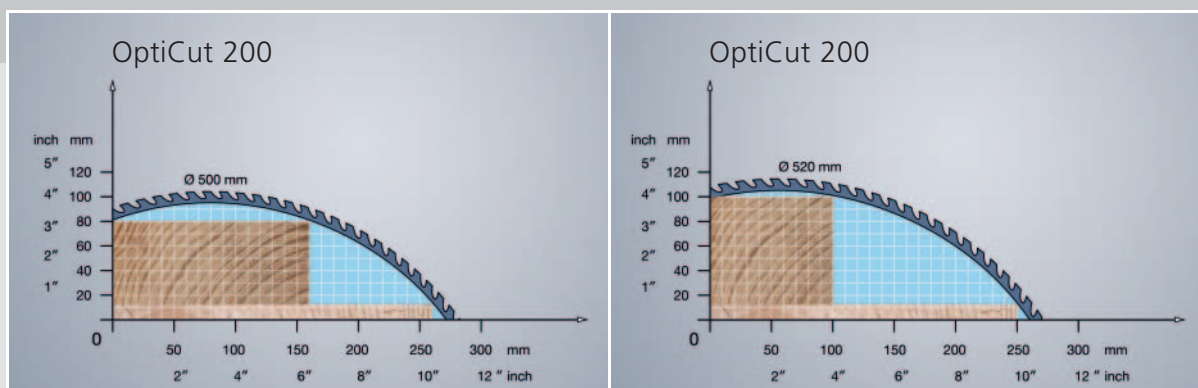 OptiCut 200
inch mm
5" 120
Ø 500 mm
4" 100
3" 80
60
2" 40
1" 20
0
50 100 150 200 250 300 mm
2" 4" 6" 8" 10" 12 " inch
OptiCut 200
inch mm
5" 120
Ø 520 mm
4" 100
3" 80
60
2" 40
1" 20
0
50 100 150 200 250 300 mm
2" 4" 6" 8" 10" 12 " inch